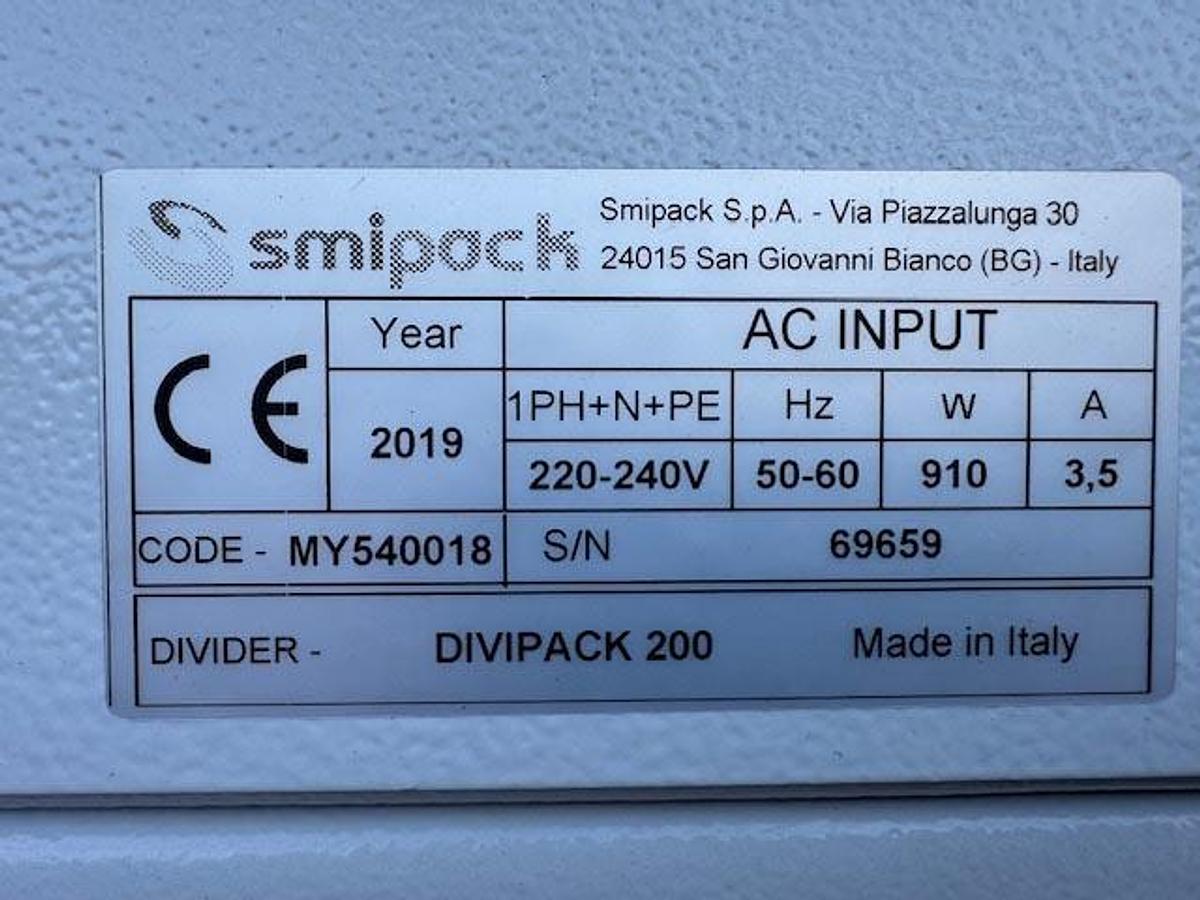 smipack
Smipack S.p.A. - Via Piazzalunga 30
24015 San Giovanni Bianco (BG) - Italy
CE
Year
2019
AC INPUT
1PH+N+PE Hz W A
220-240V 50-60 910 3,5
CODE - MY540018 S/N 69659
DIVIDER - DIVIPACK 200 Made in Italy